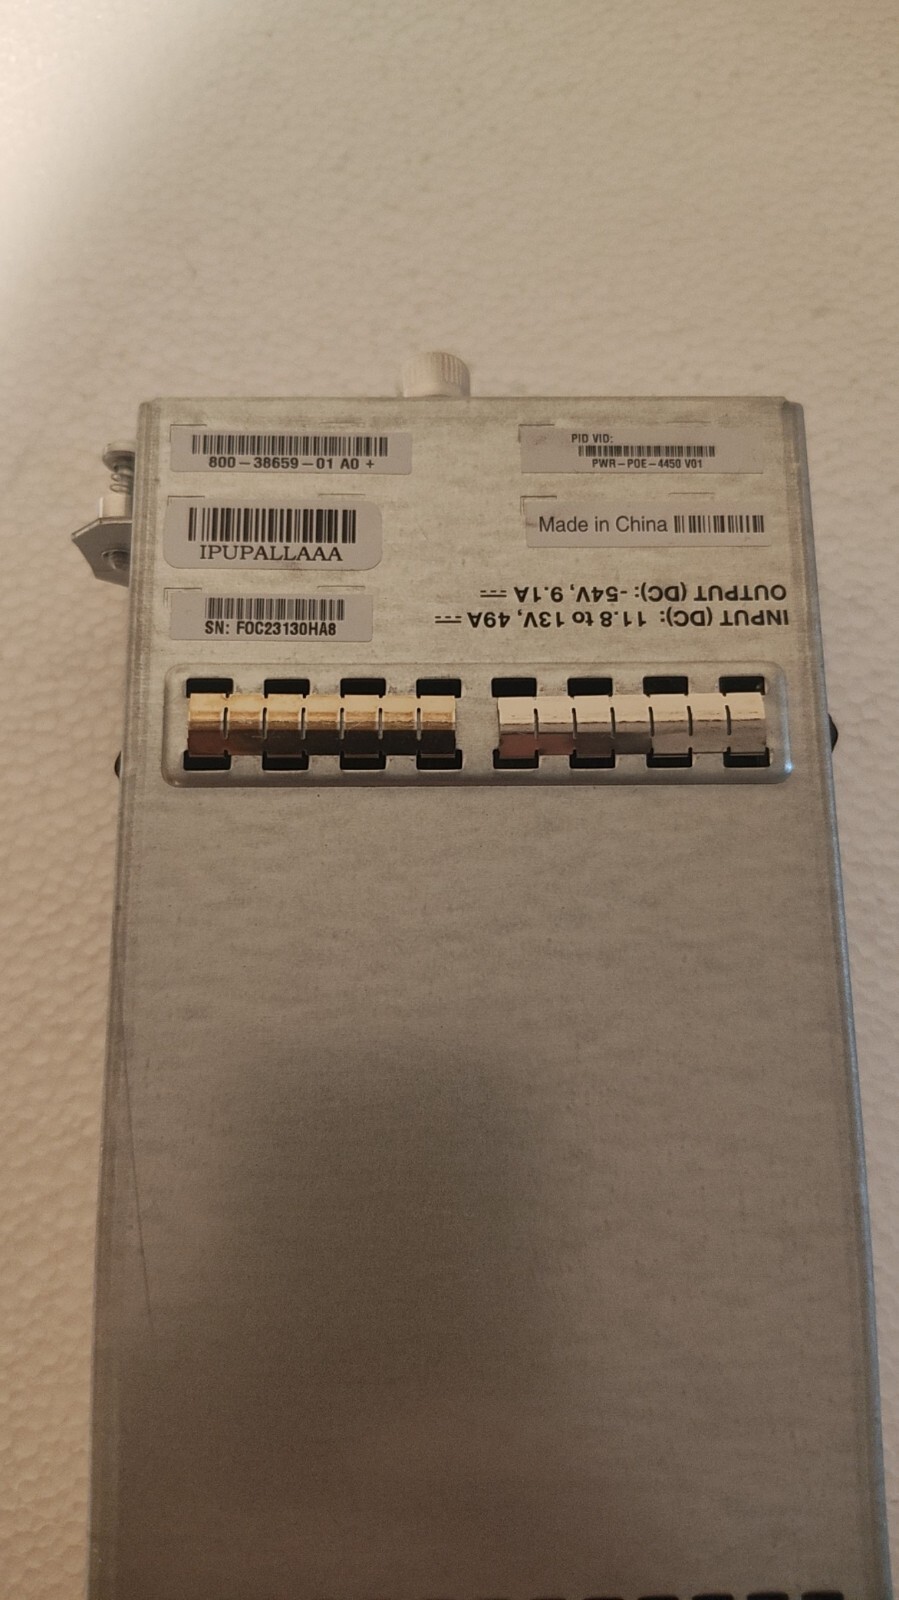 800-38659-01 A0 +
PID VID:
PWR-POE-4450 V01
IPUPALLAAA
Made in China
SN: FOC23130HA8
INPUT (DC): 11.8 to 13V, 49A ⎓
OUTPUT (DC): -54V, 9.1A ⎓